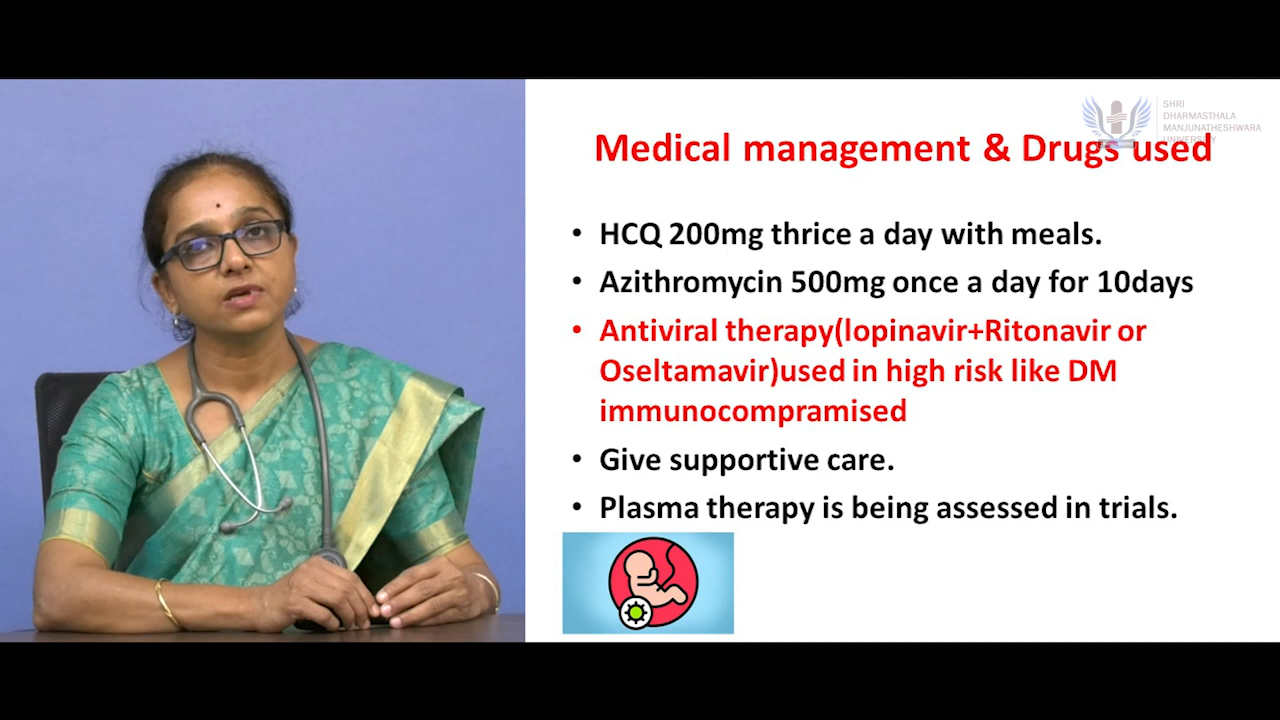 SHRI
DHARMASTHALA
MANJUNATHESHWARA
UNIVERSITY
Medical management & Drugs used
• HCQ 200mg thrice a day with meals.
• Azithromycin 500mg once a day for 10days
• Antiviral therapy(lopinavir+Ritonavir or
Oseltamavir)used in high risk like DM
immunocompramised
• Give supportive care.
• Plasma therapy is being assessed in trials.